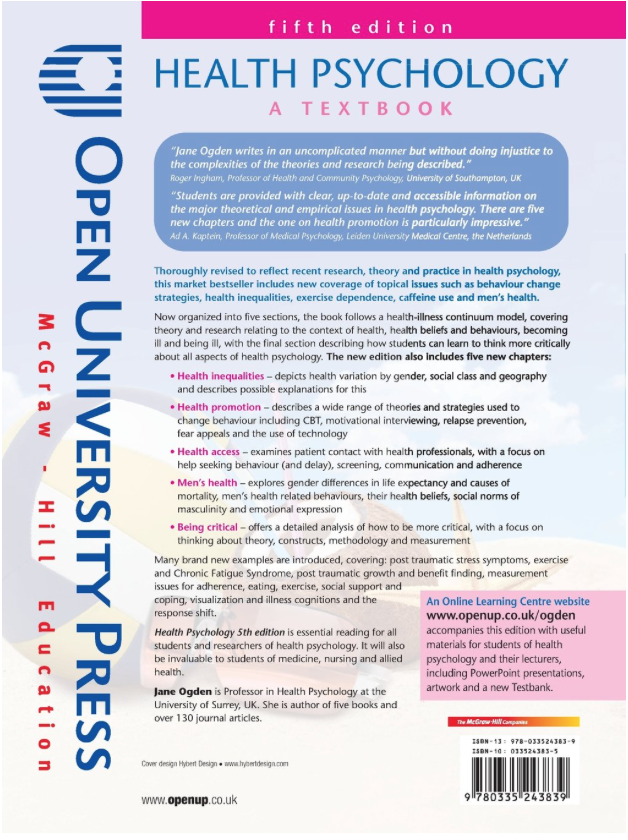 fifth edition
HEALTH PSYCHOLOGY
A TEXTBOOK
OPEN UNIVERSITY PRESS
McGraw - Hill Education
"Jane Ogden writes in an uncomplicated manner but without doing injustice to
the complexities of the theories and research being described."
Roger Ingham, Professor of Health and Community Psychology, University of Southampton, UK
"Students are provided with clear, up-to-date and accessible information on
the major theoretical and empirical issues in health psychology. There are five
new chapters and the one on health promotion is particularly impressive."
Ad A. Kaptein, Professor of Medical Psychology, Leiden University Medical Centre, the Netherlands
Thoroughly revised to reflect recent research, theory and practice in health psychology,
this market bestseller includes new coverage of topical issues such as behaviour change
strategies, health inequalities, exercise dependence, caffeine use and men's health.
Now organized into five sections, the book follows a health-illness continuum model, covering
theory and research relating to the context of health, health beliefs and behaviours, becoming
ill and being ill, with the final section describing how students can learn to think more critically
about all aspects of health psychology. The new edition also includes five new chapters:
• Health inequalities – depicts health variation by gender, social class and geography
and describes possible explanations for this
• Health promotion – describes a wide range of theories and strategies used to
change behaviour including CBT, motivational interviewing, relapse prevention,
fear appeals and the use of technology
• Health access – examines patient contact with health professionals, with a focus on
help seeking behaviour (and delay), screening, communication and adherence
• Men's health – explores gender differences in life expectancy and causes of
mortality, men's health related behaviours, their health beliefs, social norms of
masculinity and emotional expression
• Being critical – offers a detailed analysis of how to be more critical, with a focus on
thinking about theory, constructs, methodology and measurement
Many brand new examples are introduced, covering: post traumatic stress symptoms, exercise
and Chronic Fatigue Syndrome, post traumatic growth and benefit finding, measurement
issues for adherence, eating, exercise, social support and
coping, visualization and illness cognitions and the
response shift.
Health Psychology 5th edition is essential reading for all
students and researchers of health psychology. It will also
be invaluable to students of medicine, nursing and allied
health.
Jane Ogden is Professor in Health Psychology at the
University of Surrey, UK. She is author of five books and
over 130 journal articles.
An Online Learning Centre website
www.openup.co.uk/ogden
accompanies this edition with useful
materials for students of health
psychology and their lecturers,
including PowerPoint presentations,
artwork and a new Testbank.
Cover design Hybert Design • www.hybertdesign.com
www.openup.co.uk
The McGraw-Hill Companies
ISBN-13: 978-033524383-9
ISBN-10: 033524383-5
9 780335 243839